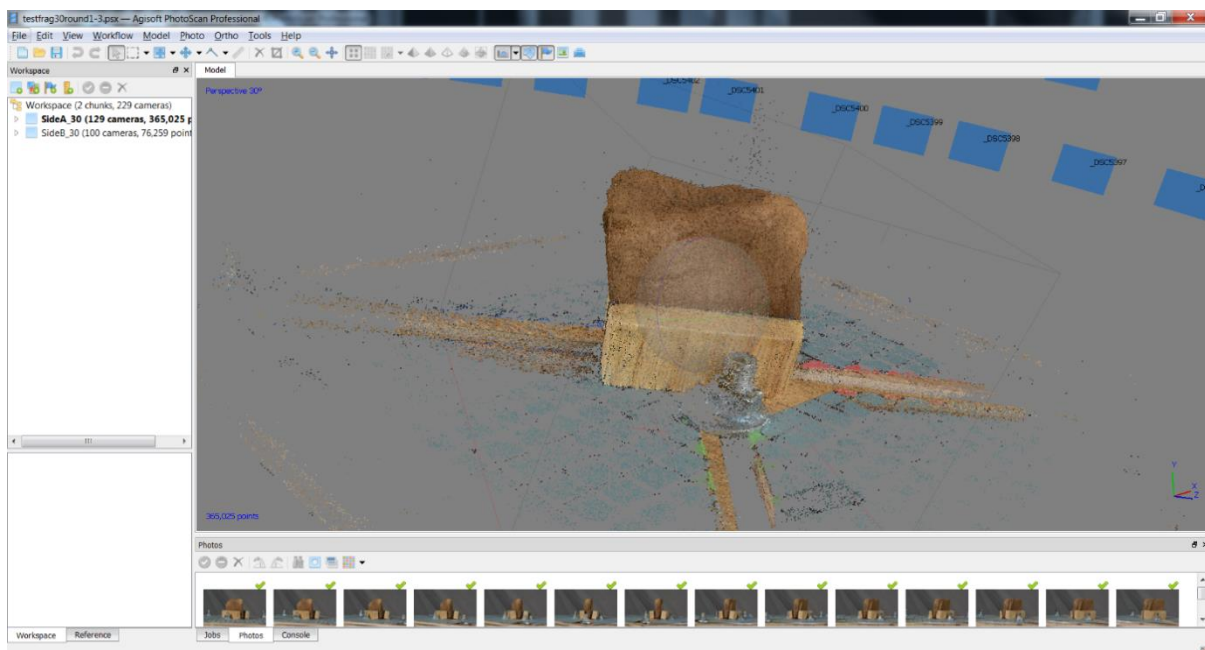 testfrag30round1-3.psx — Agisoft PhotoScan Professional
File Edit View Workflow Model Photo Ortho Tools Help
Workspace
Model
Workspace (2 chunks, 229 cameras)
SideA_30 (129 cameras, 365,025 p
SideB_30 (100 cameras, 76,259 point
Perspective 30°
_DSC5402
_DSC5401
_DSC5400
_DSC5399
_DSC5398
_DSC5397
_D
Y
X
Z
365,025 points
Photos
Workspace Reference
Jobs Photos Console